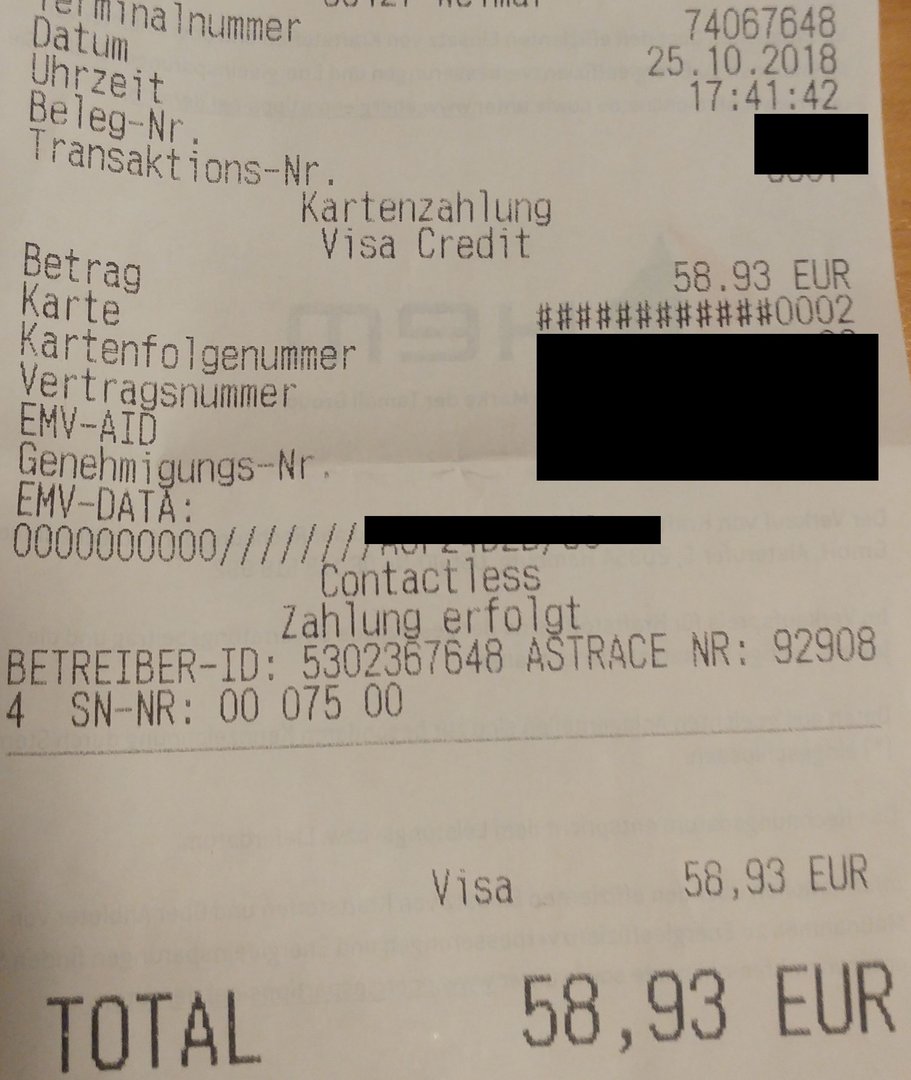 Terminalnummer 74067648
Datum 25.10.2018
Uhrzeit 17:41:42
Beleg-Nr.
Transaktions-Nr.
Kartenzahlung
Visa Credit
Betrag 58.93 EUR
Karte ############0002
Kartenfolgenummer
Vertragsnummer
EMV-AID
Genehmigungs-Nr.
EMV-DATA:
0000000000///////
Contactless
Zahlung erfolgt
BETREIBER-ID: 5302367648 ASTRACE NR: 92908
4 SN-NR: 00 075 00
Visa 58,93 EUR
TOTAL 58,93 EUR